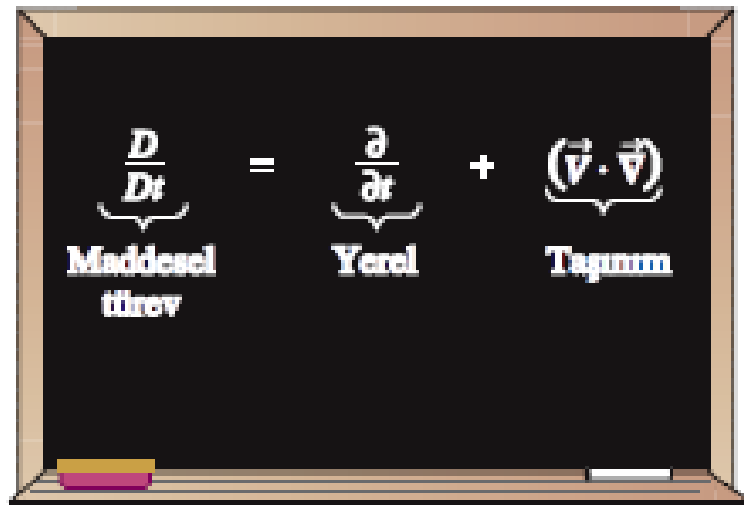 D/Dt = ∂/∂t + (V⃗ · ∇⃗)
Maddesel Yerel Taşınım
türev